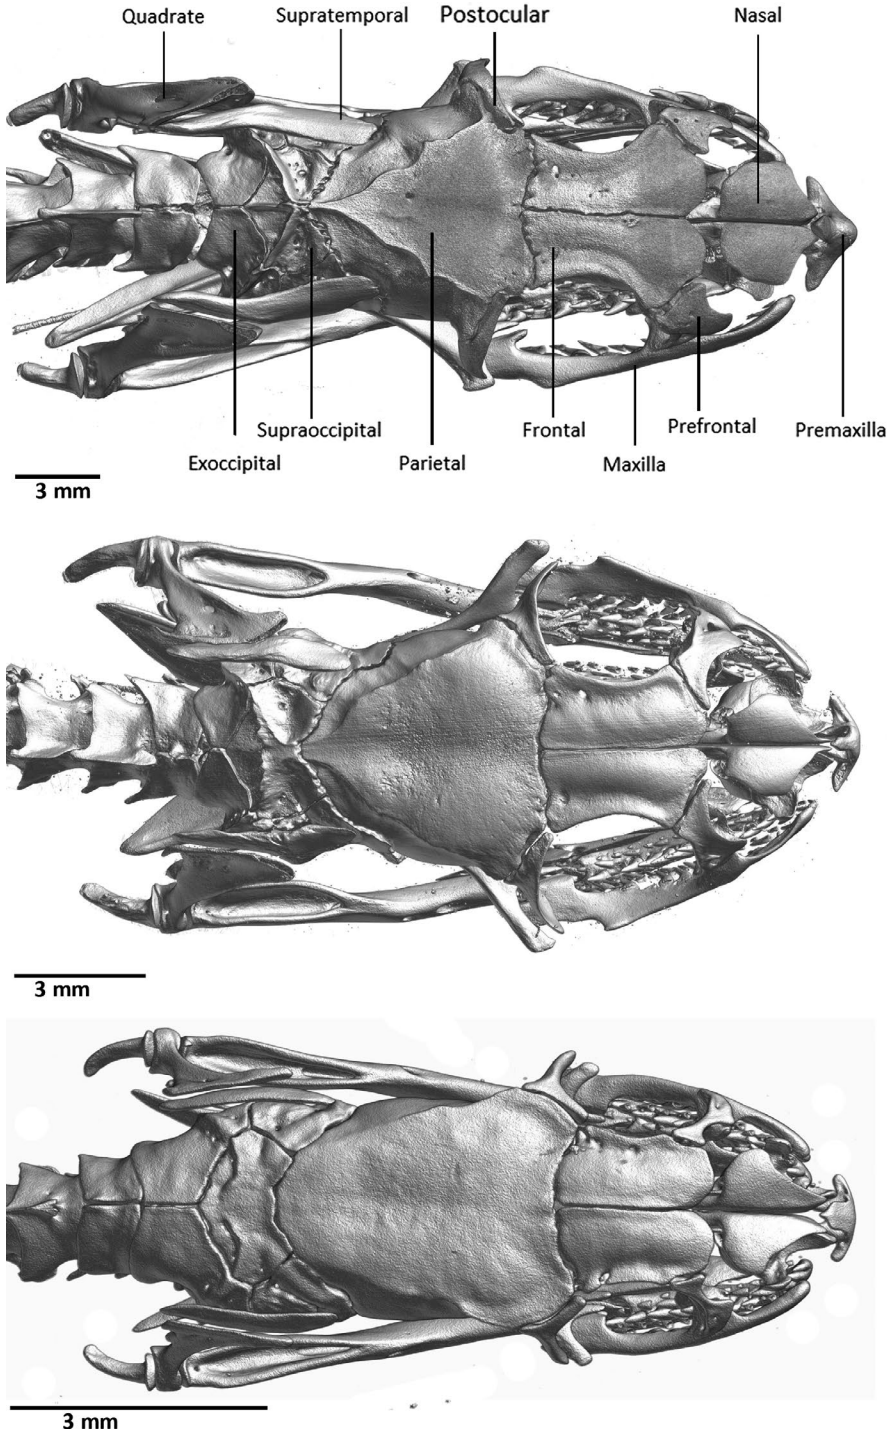 Quadrate Supratemporal Postocular Nasal
Supraoccipital Frontal Prefrontal Premaxilla
Exoccipital Parietal Maxilla
3 mm
3 mm
3 mm